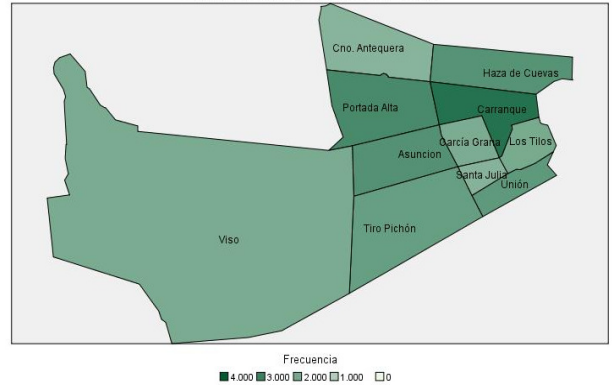 Cno. Antequera
Haza de Cuevas
Portada Alta
Carranque
García Grana
Los Tilos
Asuncion
Santa Julia
Unión
Tiro Pichón
Viso
Frecuencia
4.000 3.000 2.000 1.000 0